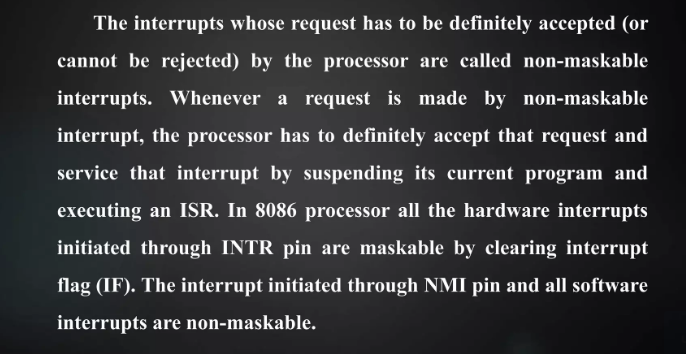 The interrupts whose request has to be definitely accepted (or
cannot be rejected) by the processor are called non-maskable
interrupts. Whenever a request is made by non-maskable
interrupt, the processor has to definitely accept that request and
service that interrupt by suspending its current program and
executing an ISR. In 8086 processor all the hardware interrupts
initiated through INTR pin are maskable by clearing interrupt
flag (IF). The interrupt initiated through NMI pin and all software
interrupts are non-maskable.